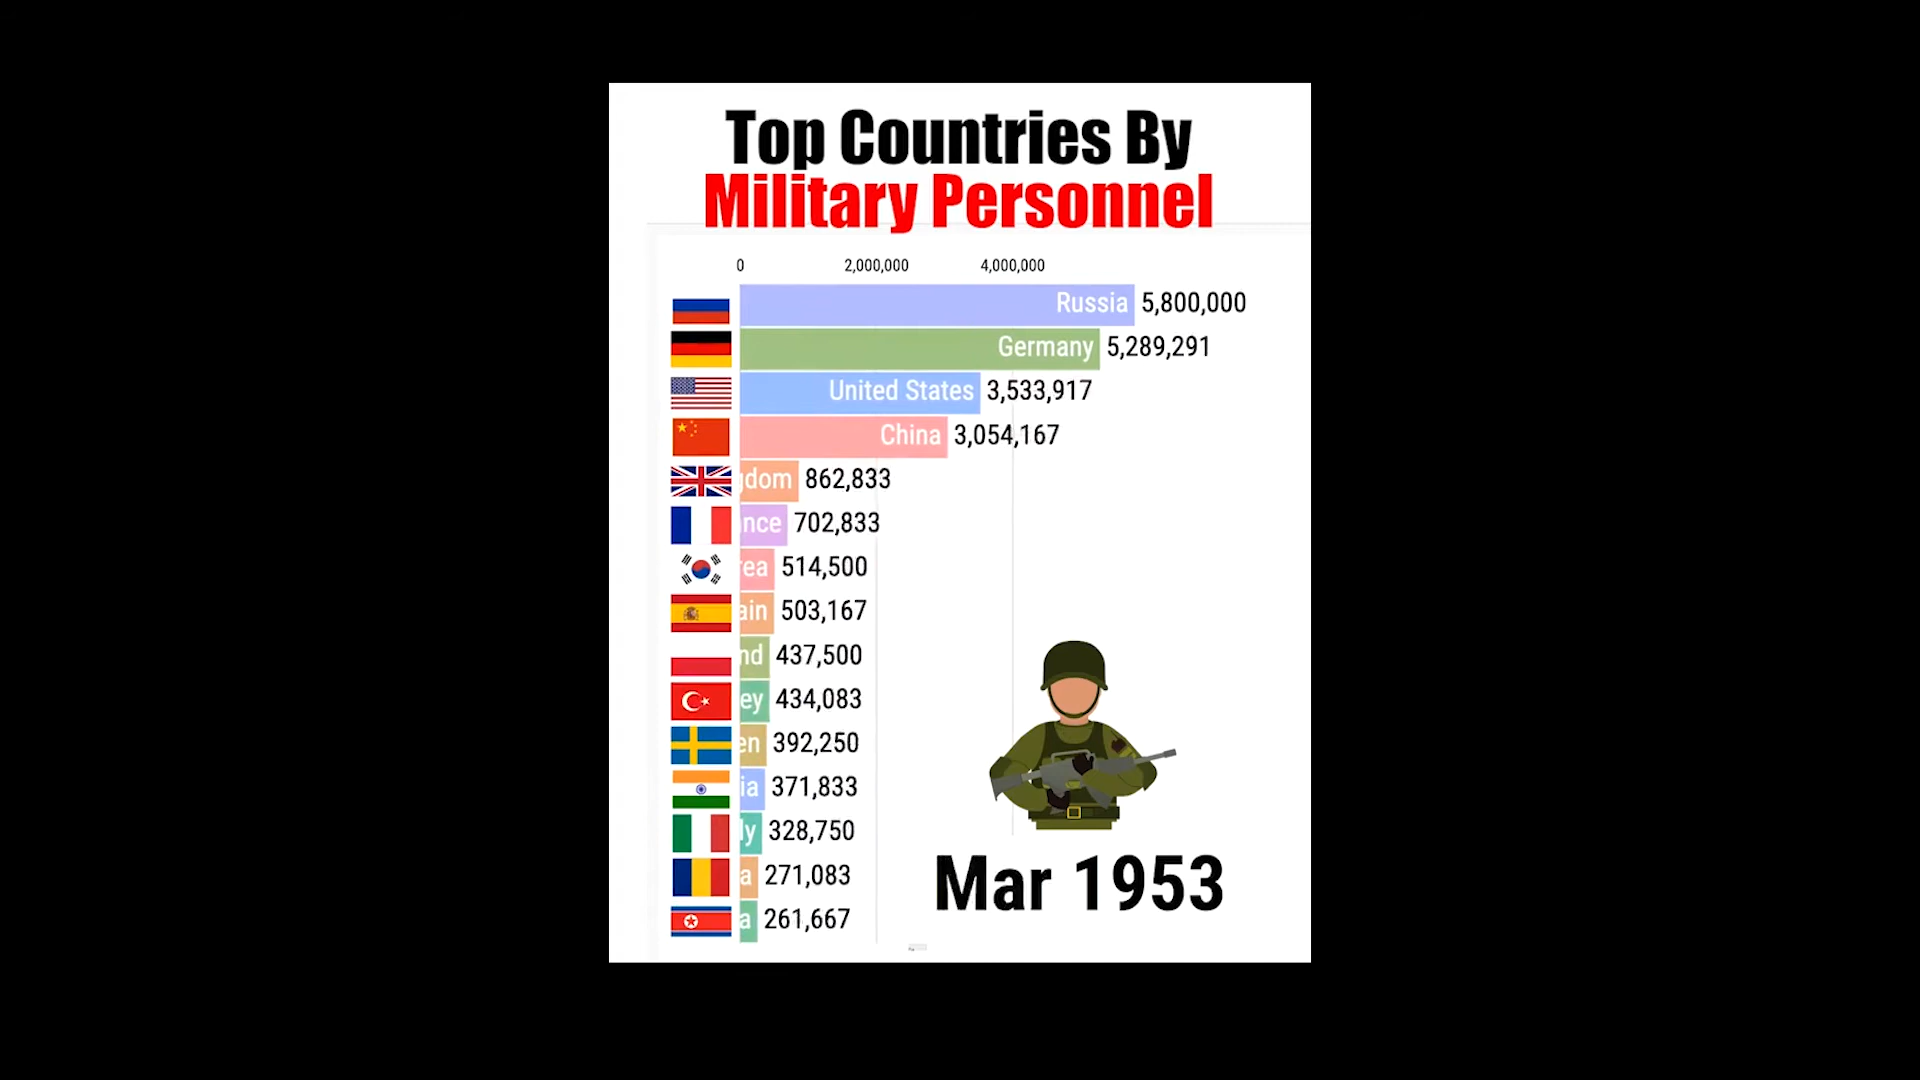 Top Countries By
Military Personnel
0 2,000,000 4,000,000
Russia 5,800,000
Germany 5,289,291
United States 3,533,917
China 3,054,167
dom 862,833
nce 702,833
ea 514,500
ain 503,167
nd 437,500
ey 434,083
en 392,250
ia 371,833
ly 328,750
a 271,083
a 261,667
Mar 1953